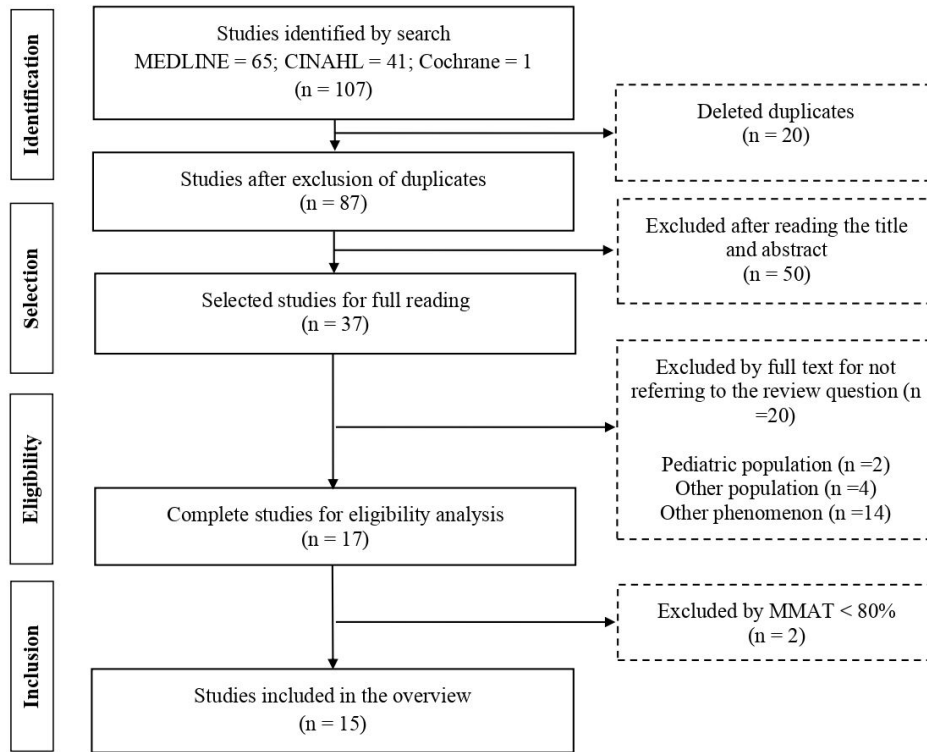 Identification
Studies identified by search
MEDLINE = 65; CINAHL = 41; Cochrane = 1
(n = 107)
Deleted duplicates
(n = 20)
Studies after exclusion of duplicates
(n = 87)
Selection
Excluded after reading the title
and abstract
(n = 50)
Selected studies for full reading
(n = 37)
Eligibility
Excluded by full text for not
referring to the review question (n
=20)
Pediatric population (n =2)
Other population (n =4)
Other phenomenon (n =14)
Complete studies for eligibility analysis
(n = 17)
Inclusion
Excluded by MMAT < 80%
(n = 2)
Studies included in the overview
(n = 15)